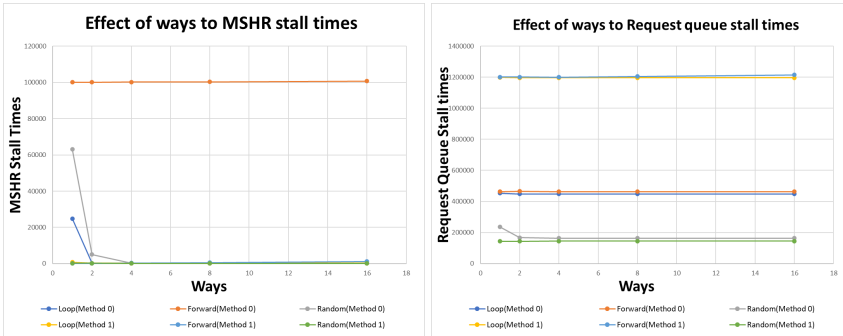 Effect of ways to MSHR stall times
120000
100000
80000
60000
40000
20000
0
MSHR Stall Times
0 2 4 6 8 10 12 14 16 18
Ways
Loop(Method 0) Forward(Method 0) Random(Method 0)
Loop(Method 1) Forward(Method 1) Random(Method 1)
Effect of ways to Request queue stall times
1400000
1200000
1000000
800000
600000
400000
200000
0
Request Queue Stall times
0 2 4 6 8 10 12 14 16 18
Ways
Loop(Method 0) Forward(Method 0) Random(Method 0)
Loop(Method 1) Forward(Method 1) Random(Method 1)